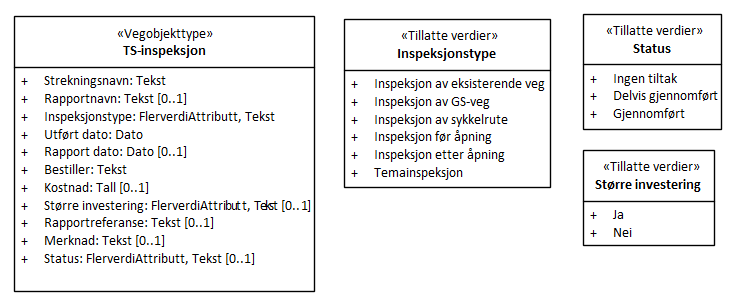 «Vegobjekttype»
TS-inspeksjon
+ Strekningsnavn: Tekst
+ Rapportnavn: Tekst [0..1]
+ Inspeksjonstype: FlerverdiAttributt, Tekst
+ Utført dato: Dato
+ Rapport dato: Dato [0..1]
+ Bestiller: Tekst
+ Kostnad: Tall [0..1]
+ Større investering: FlerverdiAttributt, Tekst [0..1]
+ Rapportreferanse: Tekst [0..1]
+ Merknad: Tekst [0..1]
+ Status: FlerverdiAttributt, Tekst [0..1]
«Tillatte verdier»
Inspeksjonstype
+ Inspeksjon av eksisterende veg
+ Inspeksjon av GS-veg
+ Inspeksjon av sykkelrute
+ Inspeksjon før åpning
+ Inspeksjon etter åpning
+ Temainspeksjon
«Tillatte verdier»
Status
+ Ingen tiltak
+ Delvis gjennomført
+ Gjennomført
«Tillatte verdier»
Større investering
+ Ja
+ Nei